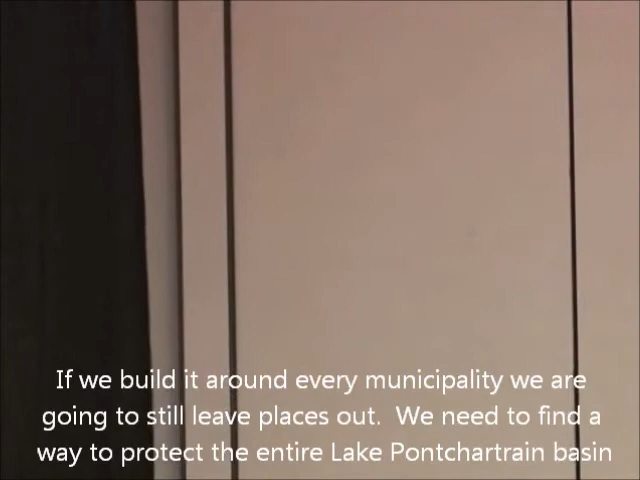 If we build it around every municipality we are
going to still leave places out.  We need to find a
way to protect the entire Lake Pontchartrain basin